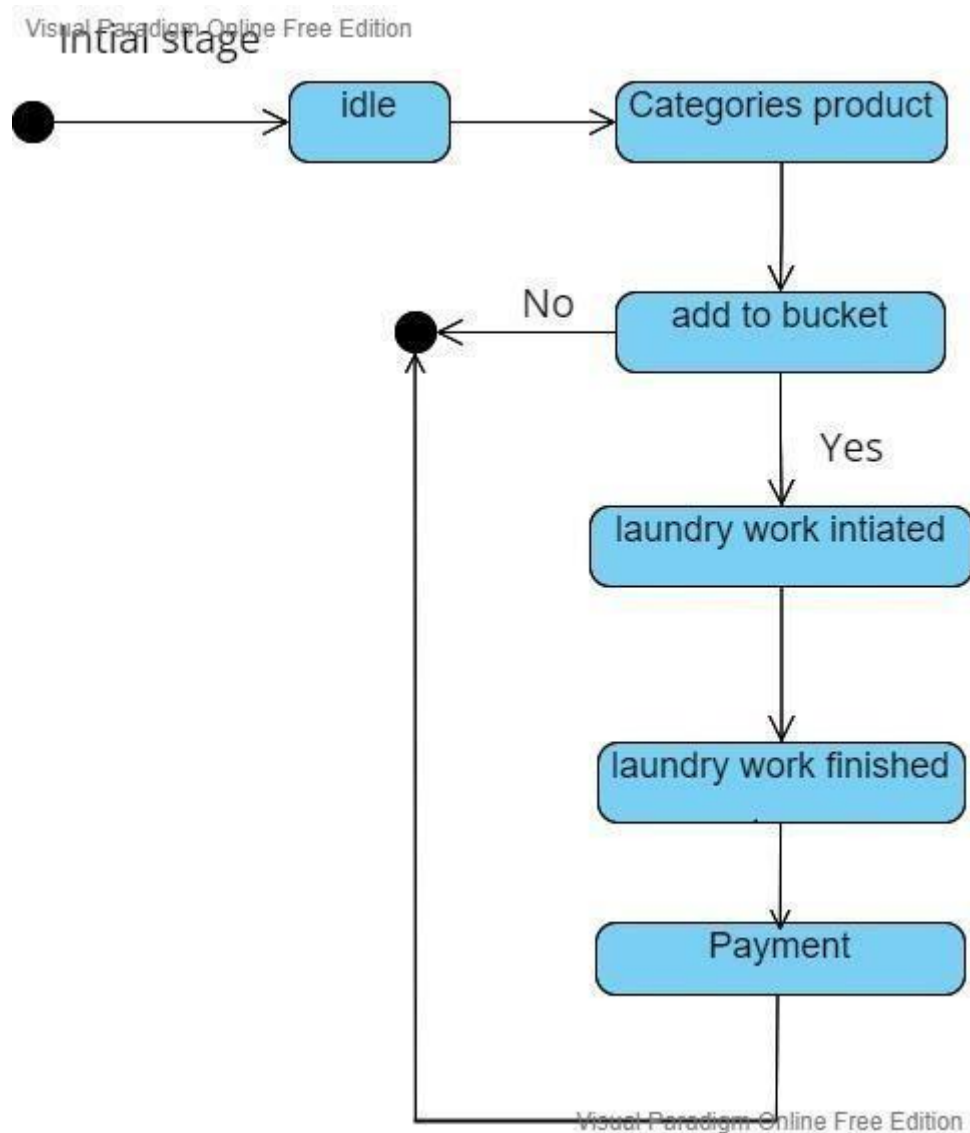 Visual Paradigm Online Free Edition
Intial stage
idle
Categories product
No
add to bucket
Yes
laundry work intiated
laundry work finished
Payment
Visual Paradigm Online Free Edition